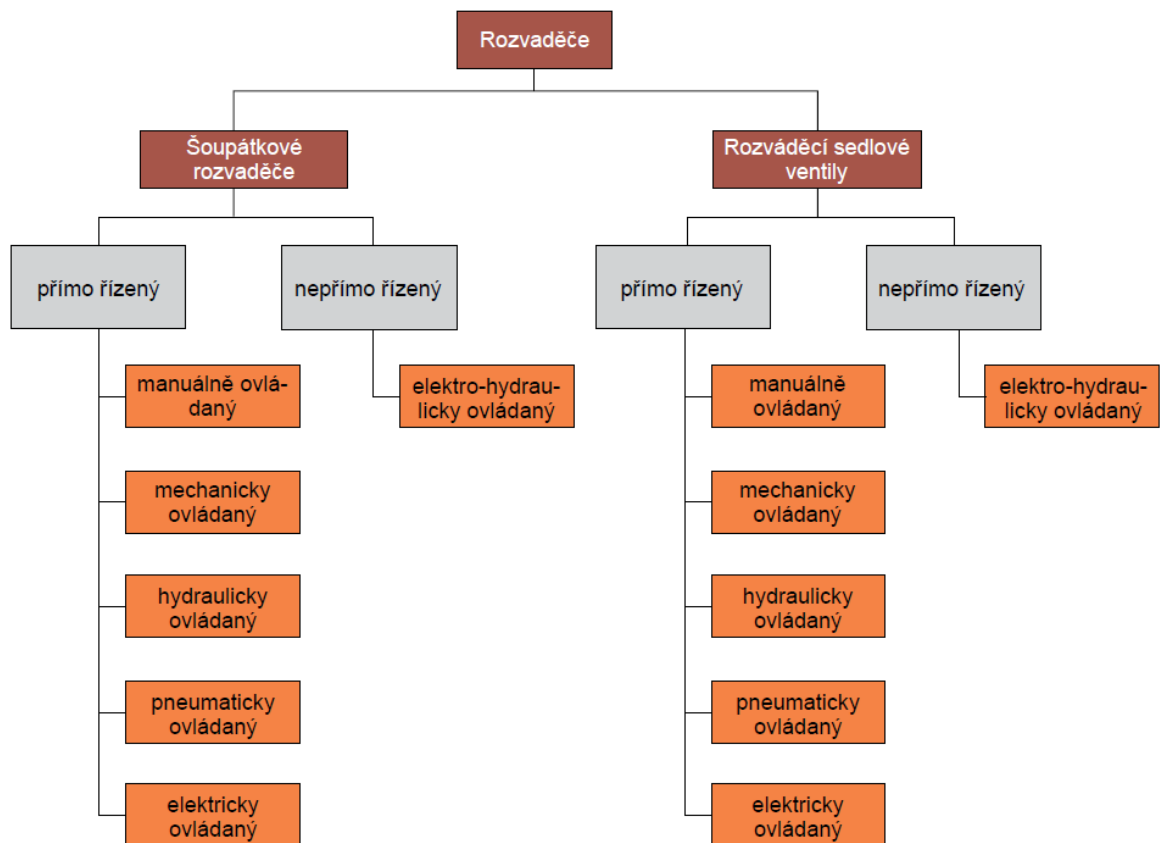 Rozvaděče
Šoupátkové
rozvaděče
Rozváděcí sedlové
ventily
přímo řízený
nepřímo řízený
přímo řízený
nepřímo řízený
manuálně ovlá-
daný
elektro-hydrau-
licky ovládaný
manuálně
ovládaný
elektro-hydrau-
licky ovládaný
mechanicky
ovládaný
mechanicky
ovládaný
hydraulicky
ovládaný
hydraulicky
ovládaný
pneumaticky
ovládaný
pneumaticky
ovládaný
elektricky
ovládaný
elektricky
ovládaný